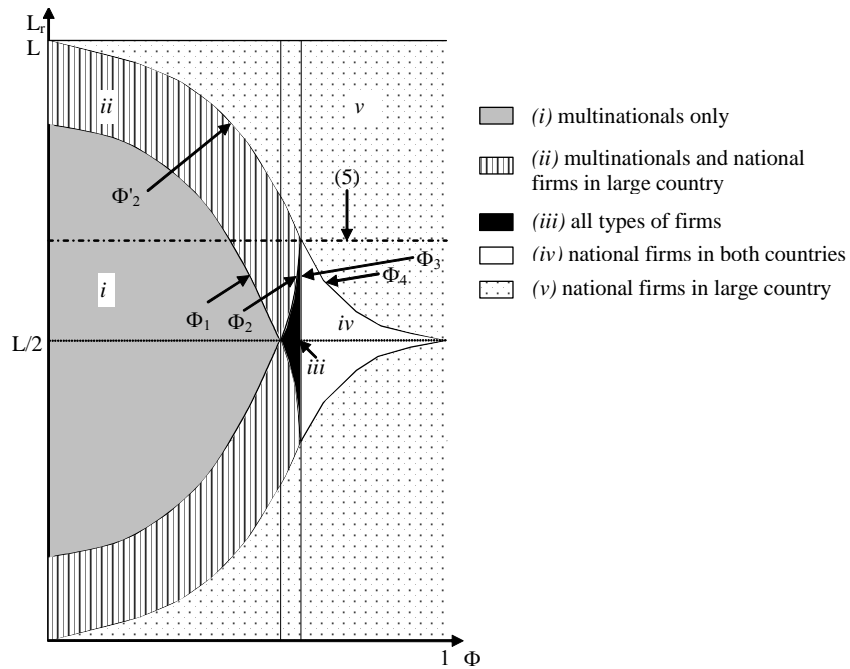 Lr
L
ii
v
Φ'2
(5)
i
Φ1
Φ2
Φ3
Φ4
iv
L/2
iii
1 Φ
(i) multinationals only
(ii) multinationals and national
firms in large country
(iii) all types of firms
(iv) national firms in both countries
(v) national firms in large country